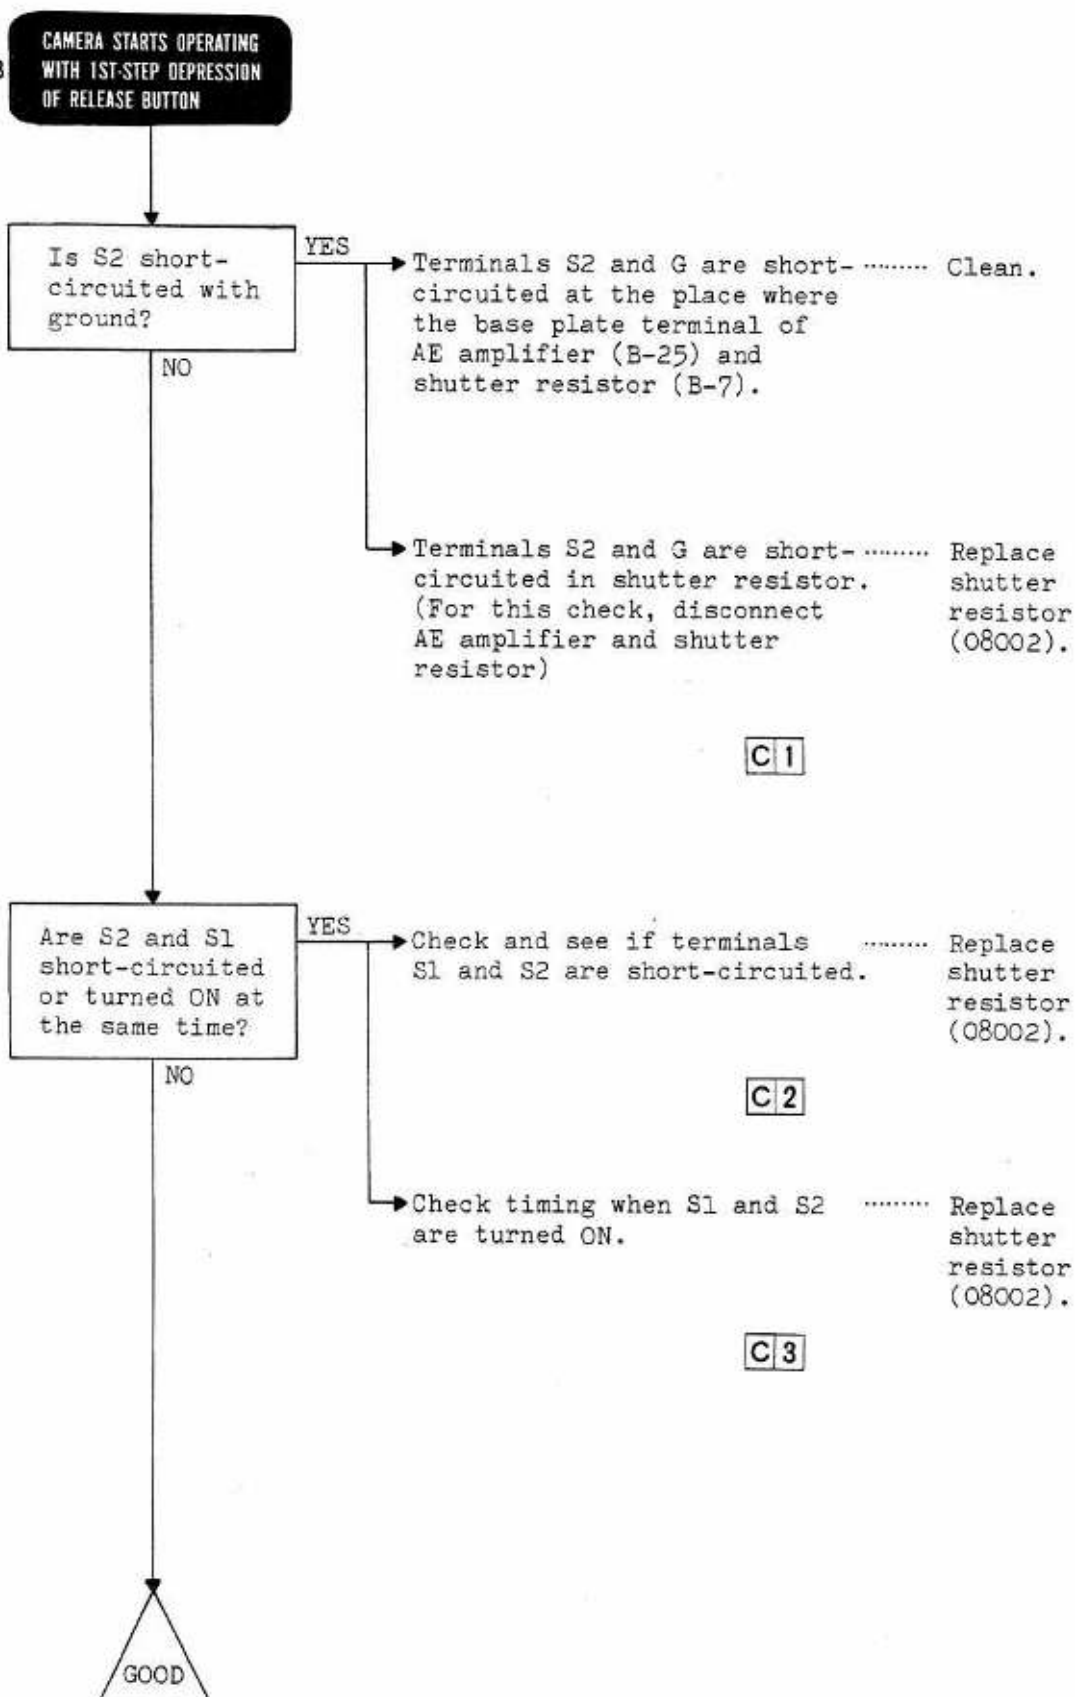 CAMERA STARTS OPERATING
WITH 1ST-STEP DEPRESSION
OF RELEASE BUTTON
Is S2 short-
circuited with
ground?
YES
NO
Terminals S2 and G are short- ········ Clean.
circuited at the place where
the base plate terminal of
AE amplifier (B-25) and
shutter resistor (B-7).
Terminals S2 and G are short- ········· Replace
circuited in shutter resistor. shutter
(For this check, disconnect resistor
AE amplifier and shutter (08002).
resistor)
C 1
Are S2 and S1
short-circuited
or turned ON at
the same time?
YES
NO
Check and see if terminals ········ Replace
S1 and S2 are short-circuited. shutter
resistor
(08002).
C 2
Check timing when S1 and S2 ········ Replace
are turned ON. shutter
resistor
(08002).
C 3
GOOD